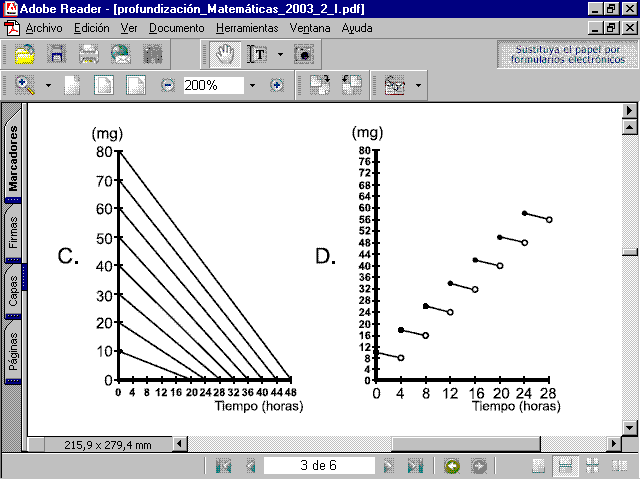 Adobe Reader - [profundización_Matemáticas_2003_2_I.pdf]
Archivo Edición Ver Documento Herramientas Ventana Ayuda
Sustituya el papel por
formularios electrónicos
200%
Marcadores
Firmas
Capas
Páginas
C.
(mg)
80
70
60
50
40
30
20
10
0
0 4 8 12 16 20 24 28 32 36 40 44 48
Tiempo (horas)
D.
(mg)
80
76
72
68
64
60
56
52
48
44
40
36
32
28
24
20
16
12
8
4
0
0 4 8 12 16 20 24 28
Tiempo (horas)
215,9 x 279,4 mm
3 de 6